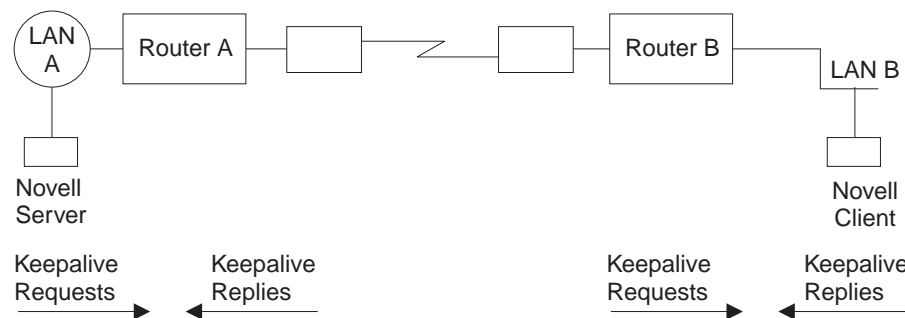 LAN
A
Router A
Router B
LAN B
Novell
Server
Novell
Client
Keepalive
Requests
Keepalive
Replies
Keepalive
Requests
Keepalive
Replies